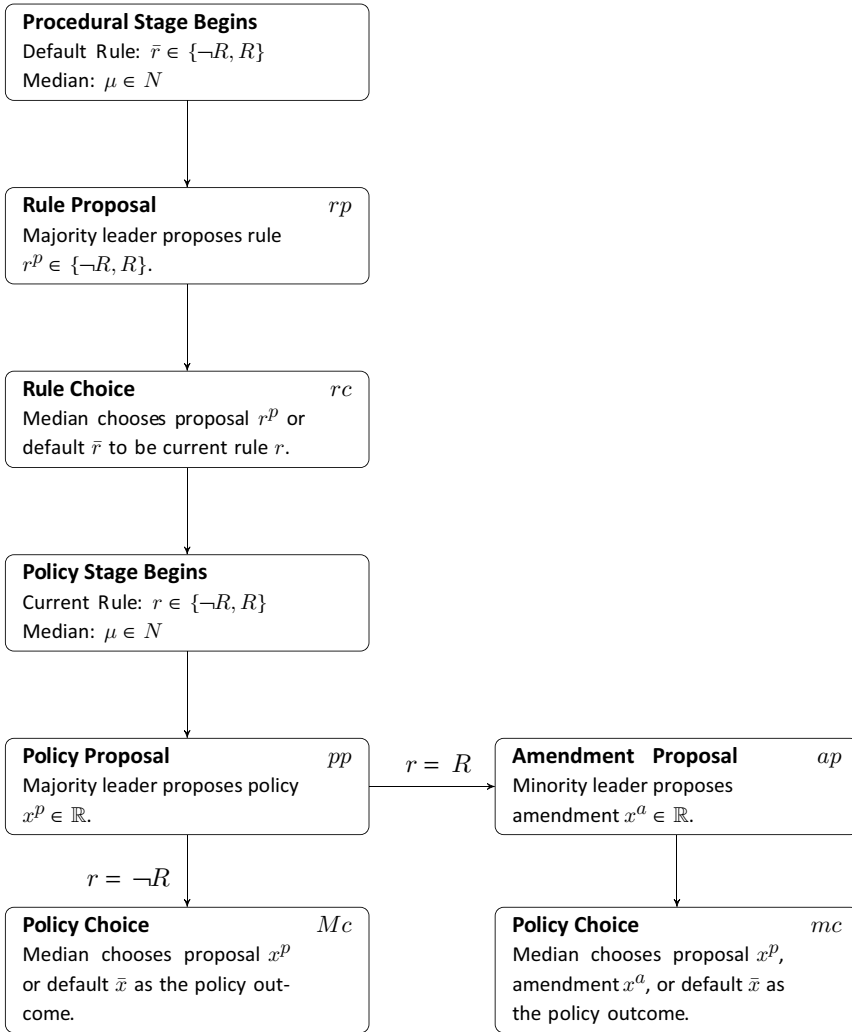 Procedural Stage Begins
Default Rule: r̄ ∈ {¬R, R}
Median: μ ∈ N
Rule Proposal rp
Majority leader proposes rule
r^p ∈ {¬R, R}.
Rule Choice rc
Median chooses proposal r^p or
default r̄ to be current rule r.
Policy Stage Begins
Current Rule: r ∈ {¬R, R}
Median: μ ∈ N
Policy Proposal pp
Majority leader proposes policy
x^p ∈ ℝ.
r = R
Amendment Proposal ap
Minority leader proposes
amendment x^a ∈ ℝ.
r = ¬R
Policy Choice Mc
Median chooses proposal x^p
or default x̄ as the policy out-
come.
Policy Choice mc
Median chooses proposal x^p,
amendment x^a, or default x̄ as
the policy outcome.